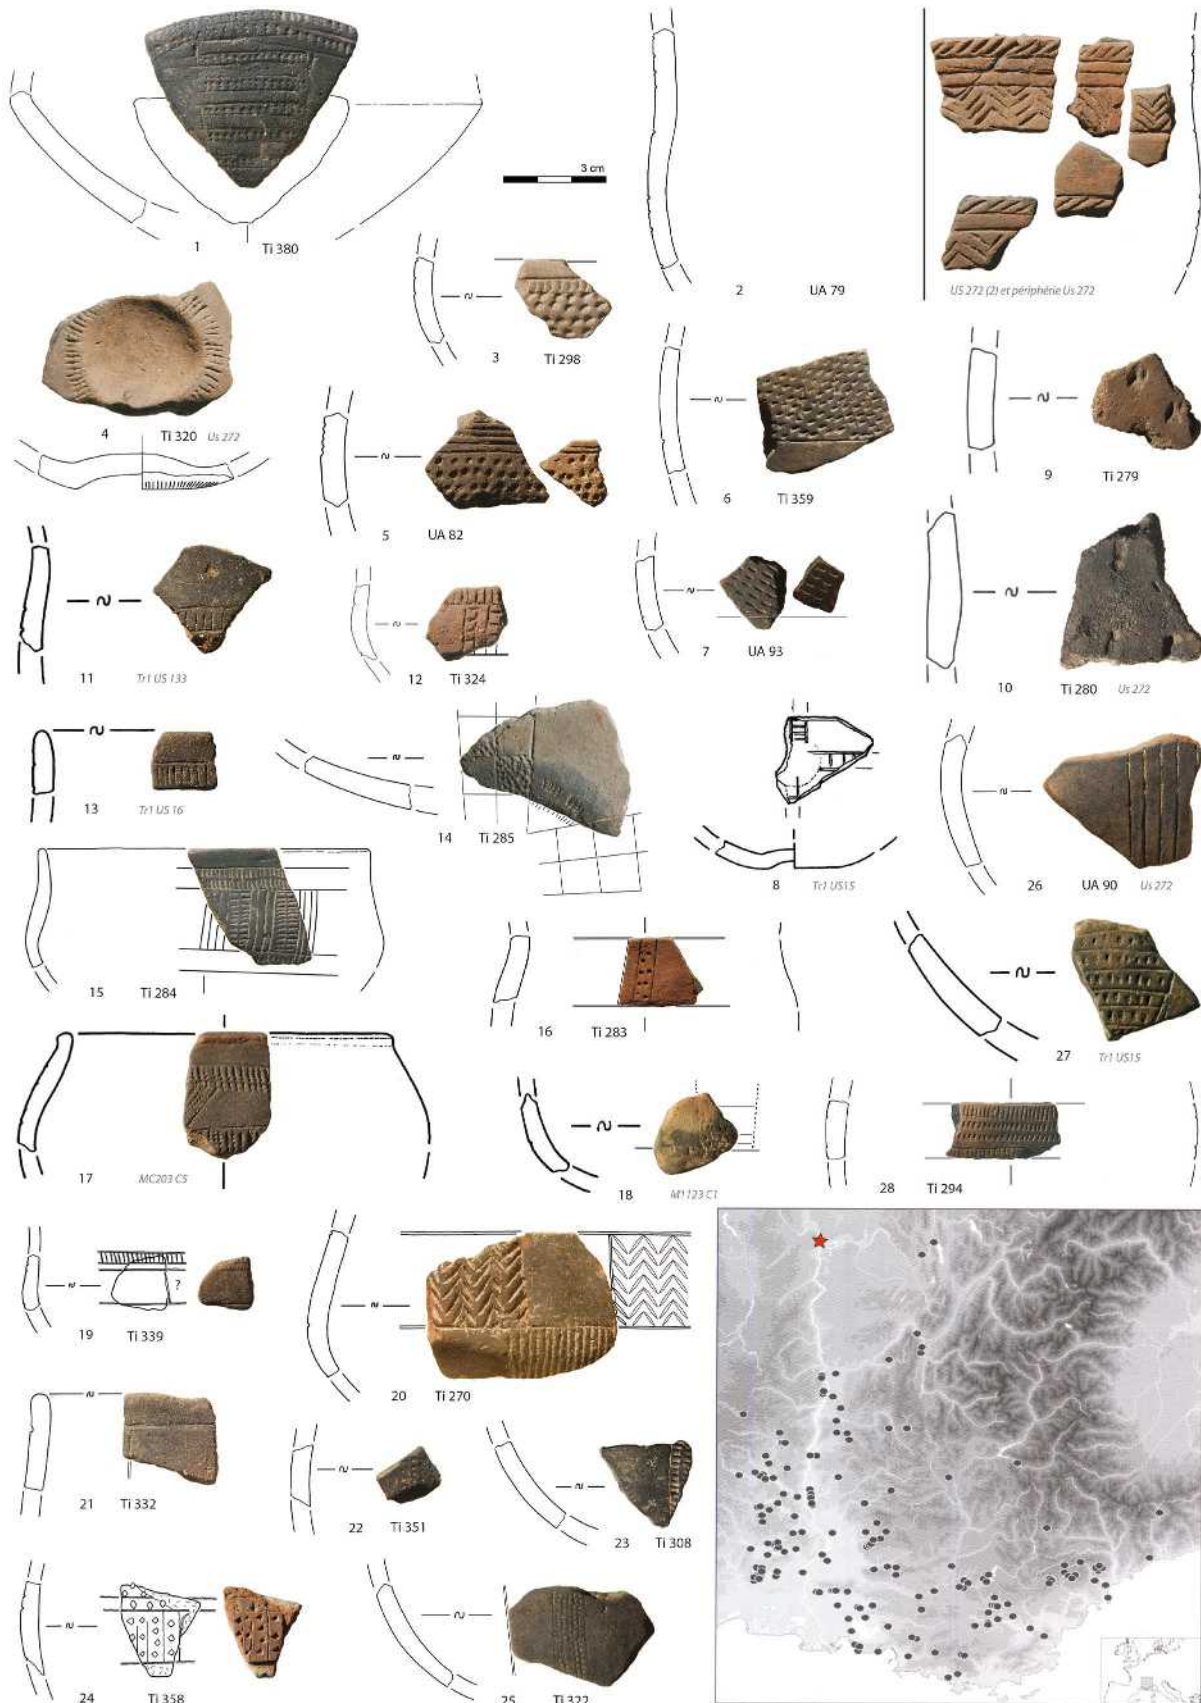 3 cm
1 Ti 380
2 UA 79
US 272 (2) et périphérie Us 272
3 Ti 298
4 Ti 320 Us 272
5 UA 82
6 Ti 359
9 Ti 279
7 UA 93
10 Ti 280 Us 272
11 Tr1 US 133
12 Ti 324
13 Tr1 US 16
14 Ti 285
8 Tr1 US15
26 UA 90 Us 272
15 Ti 284
16 Ti 283
27 Tr1 US15
17 MC203 C5
18 M1123 C1
28 Ti 294
?
19 Ti 339
20 Ti 270
21 Ti 332
22 Ti 351
23 Ti 308
24 Ti 358
25 Ti 322